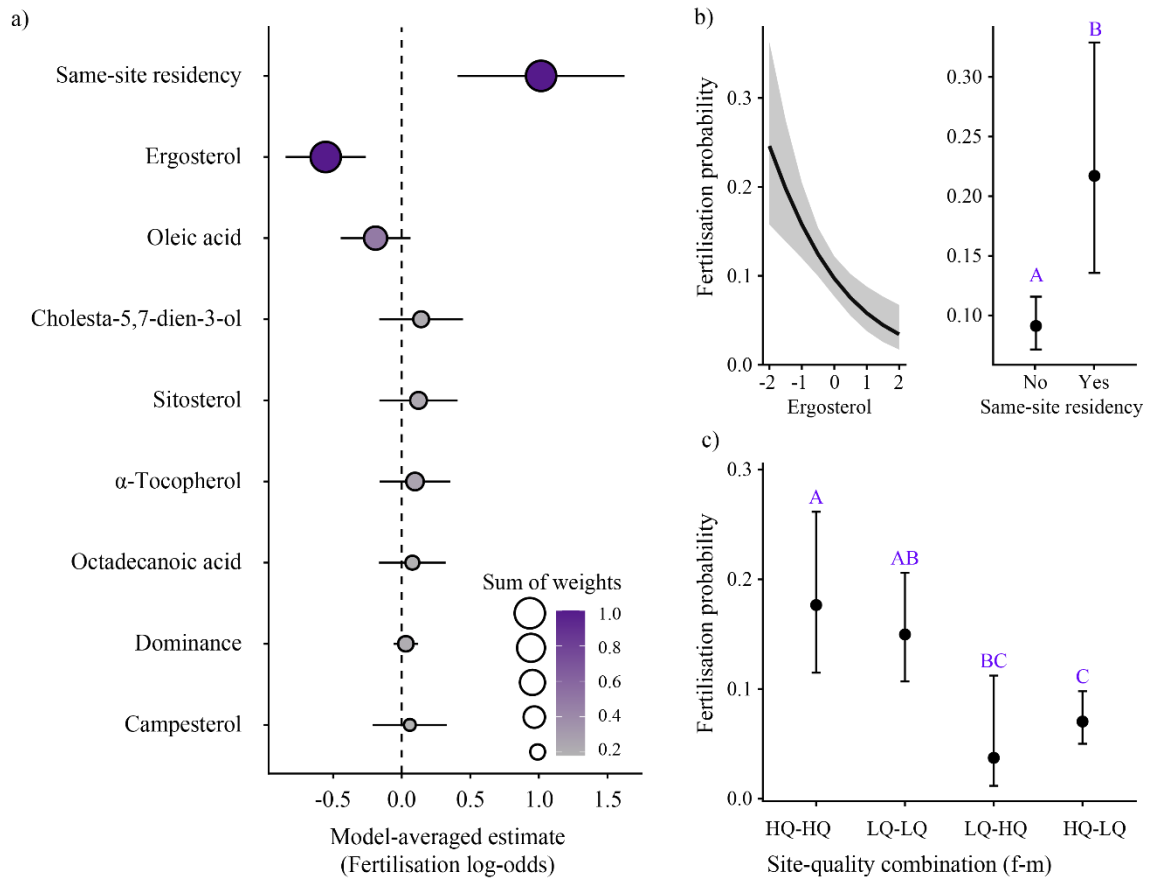 a)
Same-site residency
Ergosterol
Oleic acid
Cholesta-5,7-dien-3-ol
Sitosterol
α-Tocopherol
Octadecanoic acid
Dominance
Campesterol
Sum of weights
1.0
0.8
0.6
0.4
0.2
-0.5
0.0
0.5
1.0
1.5
Model-averaged estimate
(Fertilisation log-odds)
b)
Fertilisation probability
0.3
0.2
0.1
0.0
-2
-1
0
1
2
Ergosterol
0.30
0.25
0.20
0.15
0.10
A
B
No
Yes
Same-site residency
c)
Fertilisation probability
0.3
0.2
0.1
0.0
A
AB
BC
C
HQ-HQ
LQ-LQ
LQ-HQ
HQ-LQ
Site-quality combination (f-m)